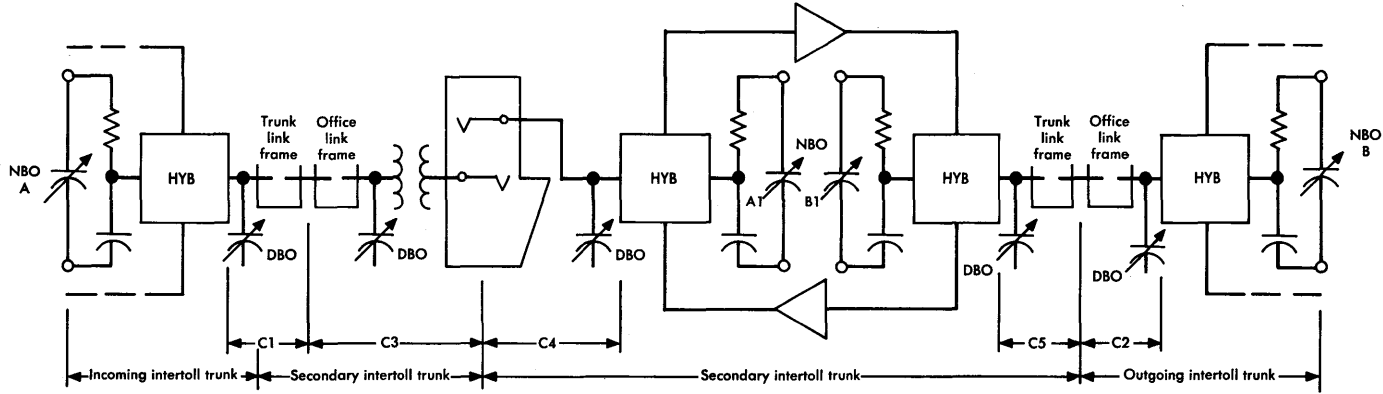 NBO
A
HYB
Trunk
link
frame
Office
link
frame
DBO
DBO
DBO
HYB
A1
NBO
B1
HYB
Trunk
link
frame
Office
link
frame
DBO
DBO
HYB
NBO
B
C1
C3
C4
C5
C2
Incoming intertoll trunk
Secondary intertoll trunk
Secondary intertoll trunk
Outgoing intertoll trunk